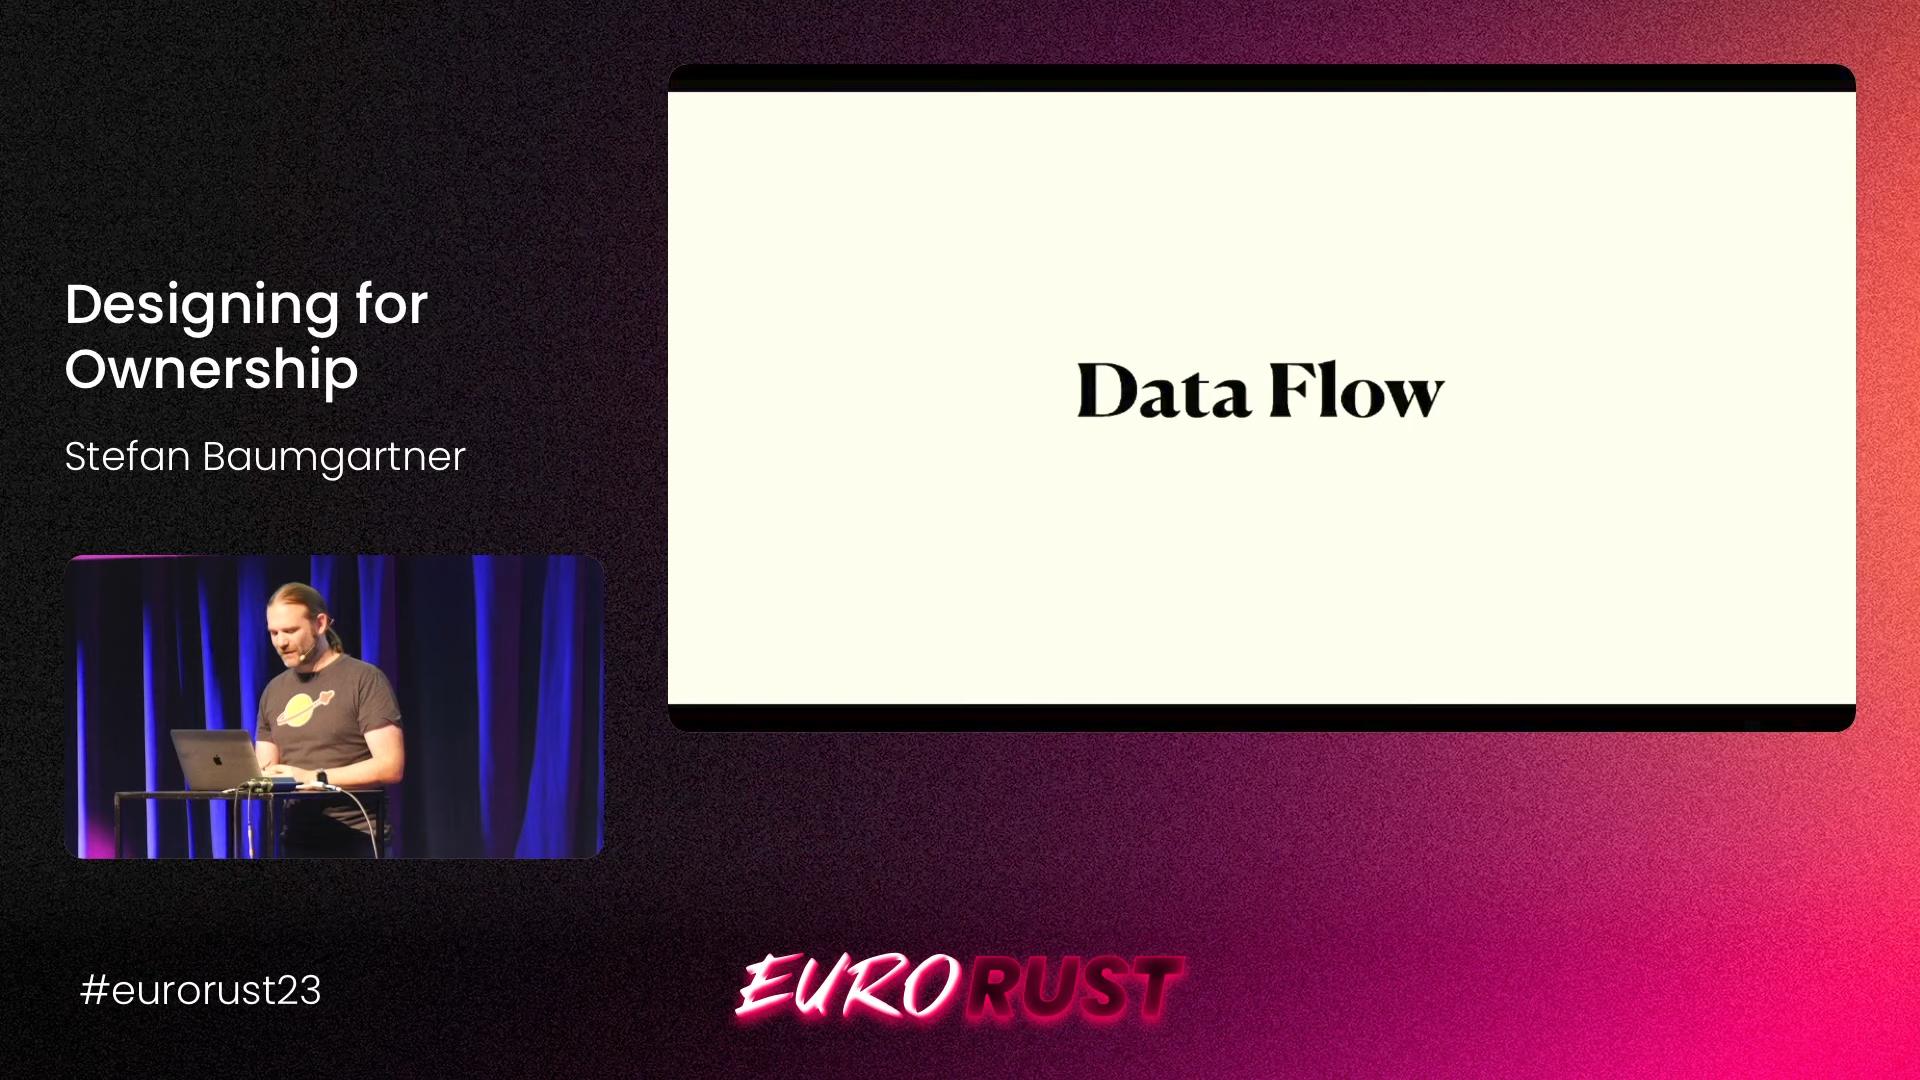 Designing for
Ownership
Stefan Baumgartner
Data Flow
#eurorust23
EURORUST